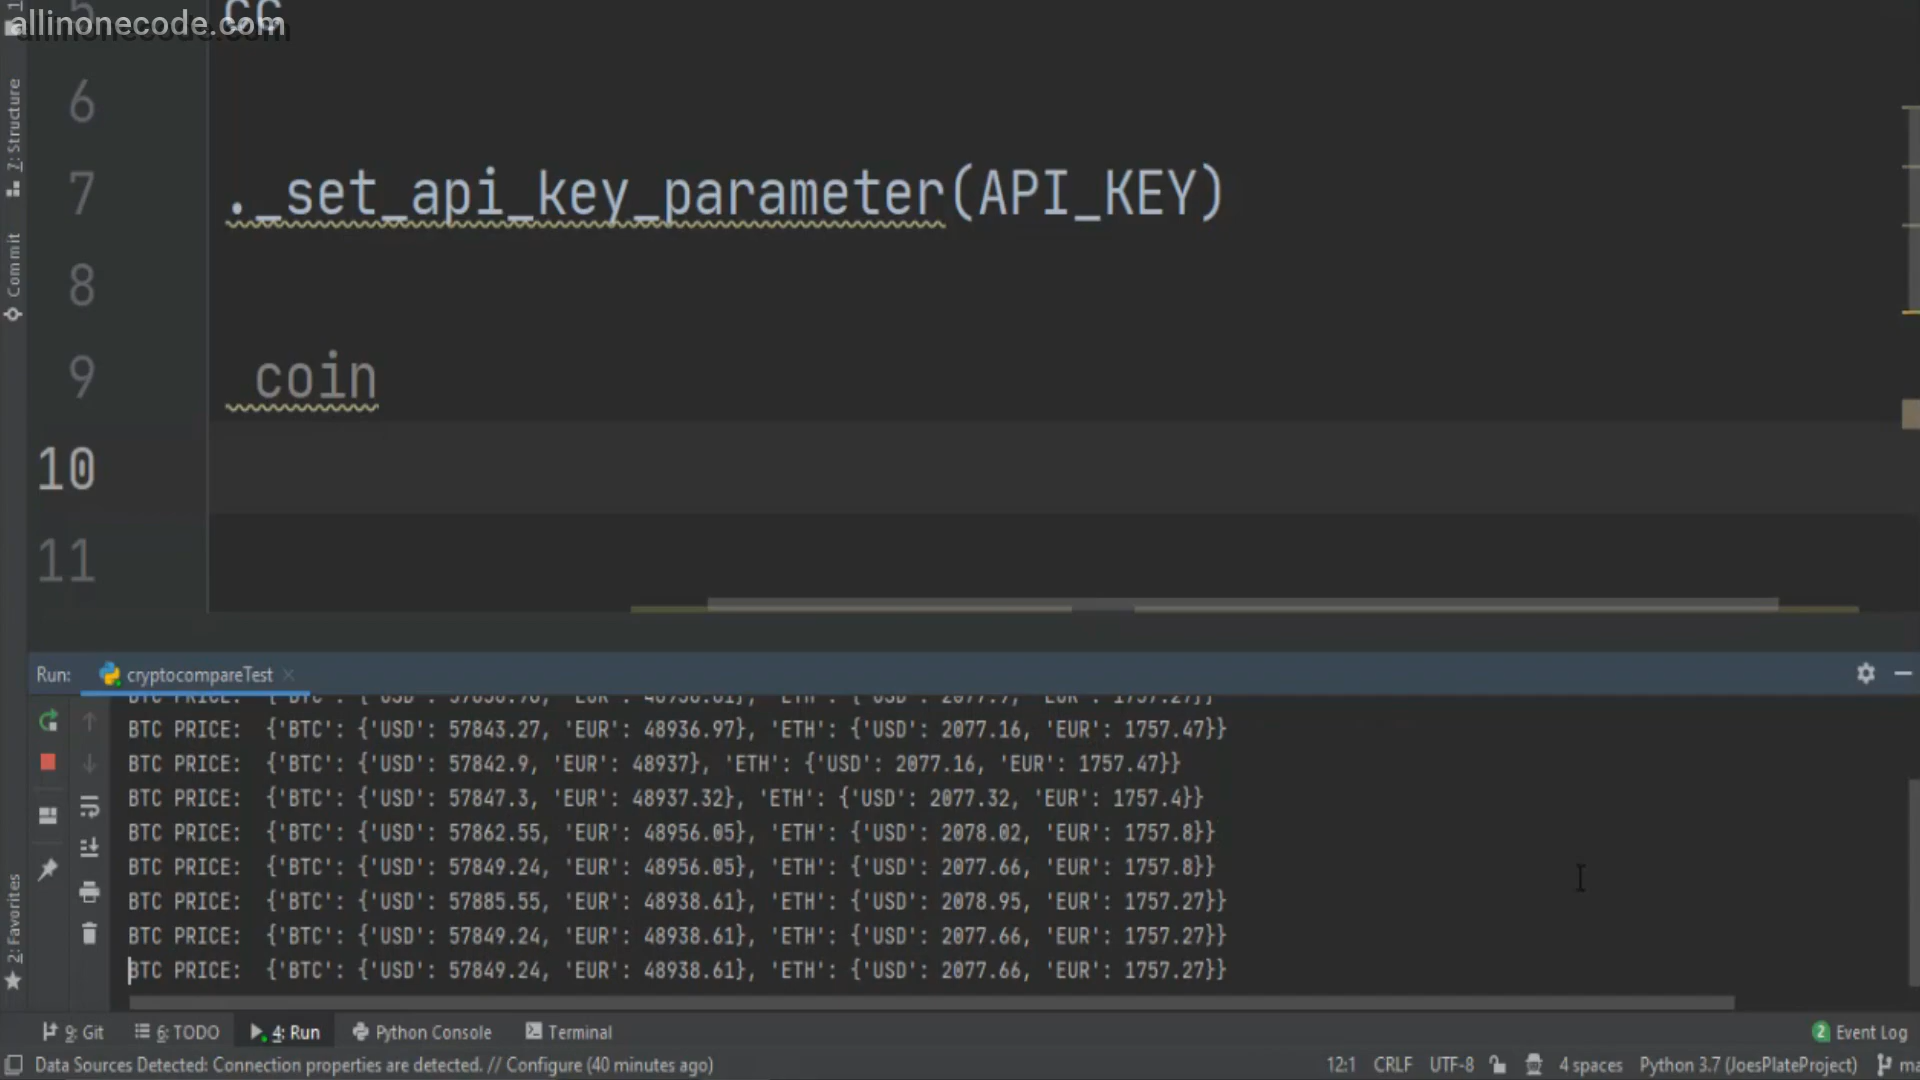 allinonecode.com
cc
6
7 ._set_api_key_parameter(API_KEY)
8
9 coin
10
11
7: Structure
Commit
2: Favorites
Run: cryptocompareTest
BTC PRICE: {'BTC': {'USD': 57843.27, 'EUR': 48936.97}, 'ETH': {'USD': 2077.16, 'EUR': 1757.47}}
BTC PRICE: {'BTC': {'USD': 57842.9, 'EUR': 48937}, 'ETH': {'USD': 2077.16, 'EUR': 1757.47}}
BTC PRICE: {'BTC': {'USD': 57847.3, 'EUR': 48937.32}, 'ETH': {'USD': 2077.32, 'EUR': 1757.4}}
BTC PRICE: {'BTC': {'USD': 57862.55, 'EUR': 48956.05}, 'ETH': {'USD': 2078.02, 'EUR': 1757.8}}
BTC PRICE: {'BTC': {'USD': 57849.24, 'EUR': 48956.05}, 'ETH': {'USD': 2077.66, 'EUR': 1757.8}}
BTC PRICE: {'BTC': {'USD': 57885.55, 'EUR': 48938.61}, 'ETH': {'USD': 2078.95, 'EUR': 1757.27}}
BTC PRICE: {'BTC': {'USD': 57849.24, 'EUR': 48938.61}, 'ETH': {'USD': 2077.66, 'EUR': 1757.27}}
BTC PRICE: {'BTC': {'USD': 57849.24, 'EUR': 48938.61}, 'ETH': {'USD': 2077.66, 'EUR': 1757.27}}
9: Git 6: TODO 4: Run Python Console Terminal 2 Event Log
Data Sources Detected: Connection properties are detected. // Configure (40 minutes ago) 12:1 CRLF UTF-8 4 spaces Python 3.7 (JoesPlateProject)